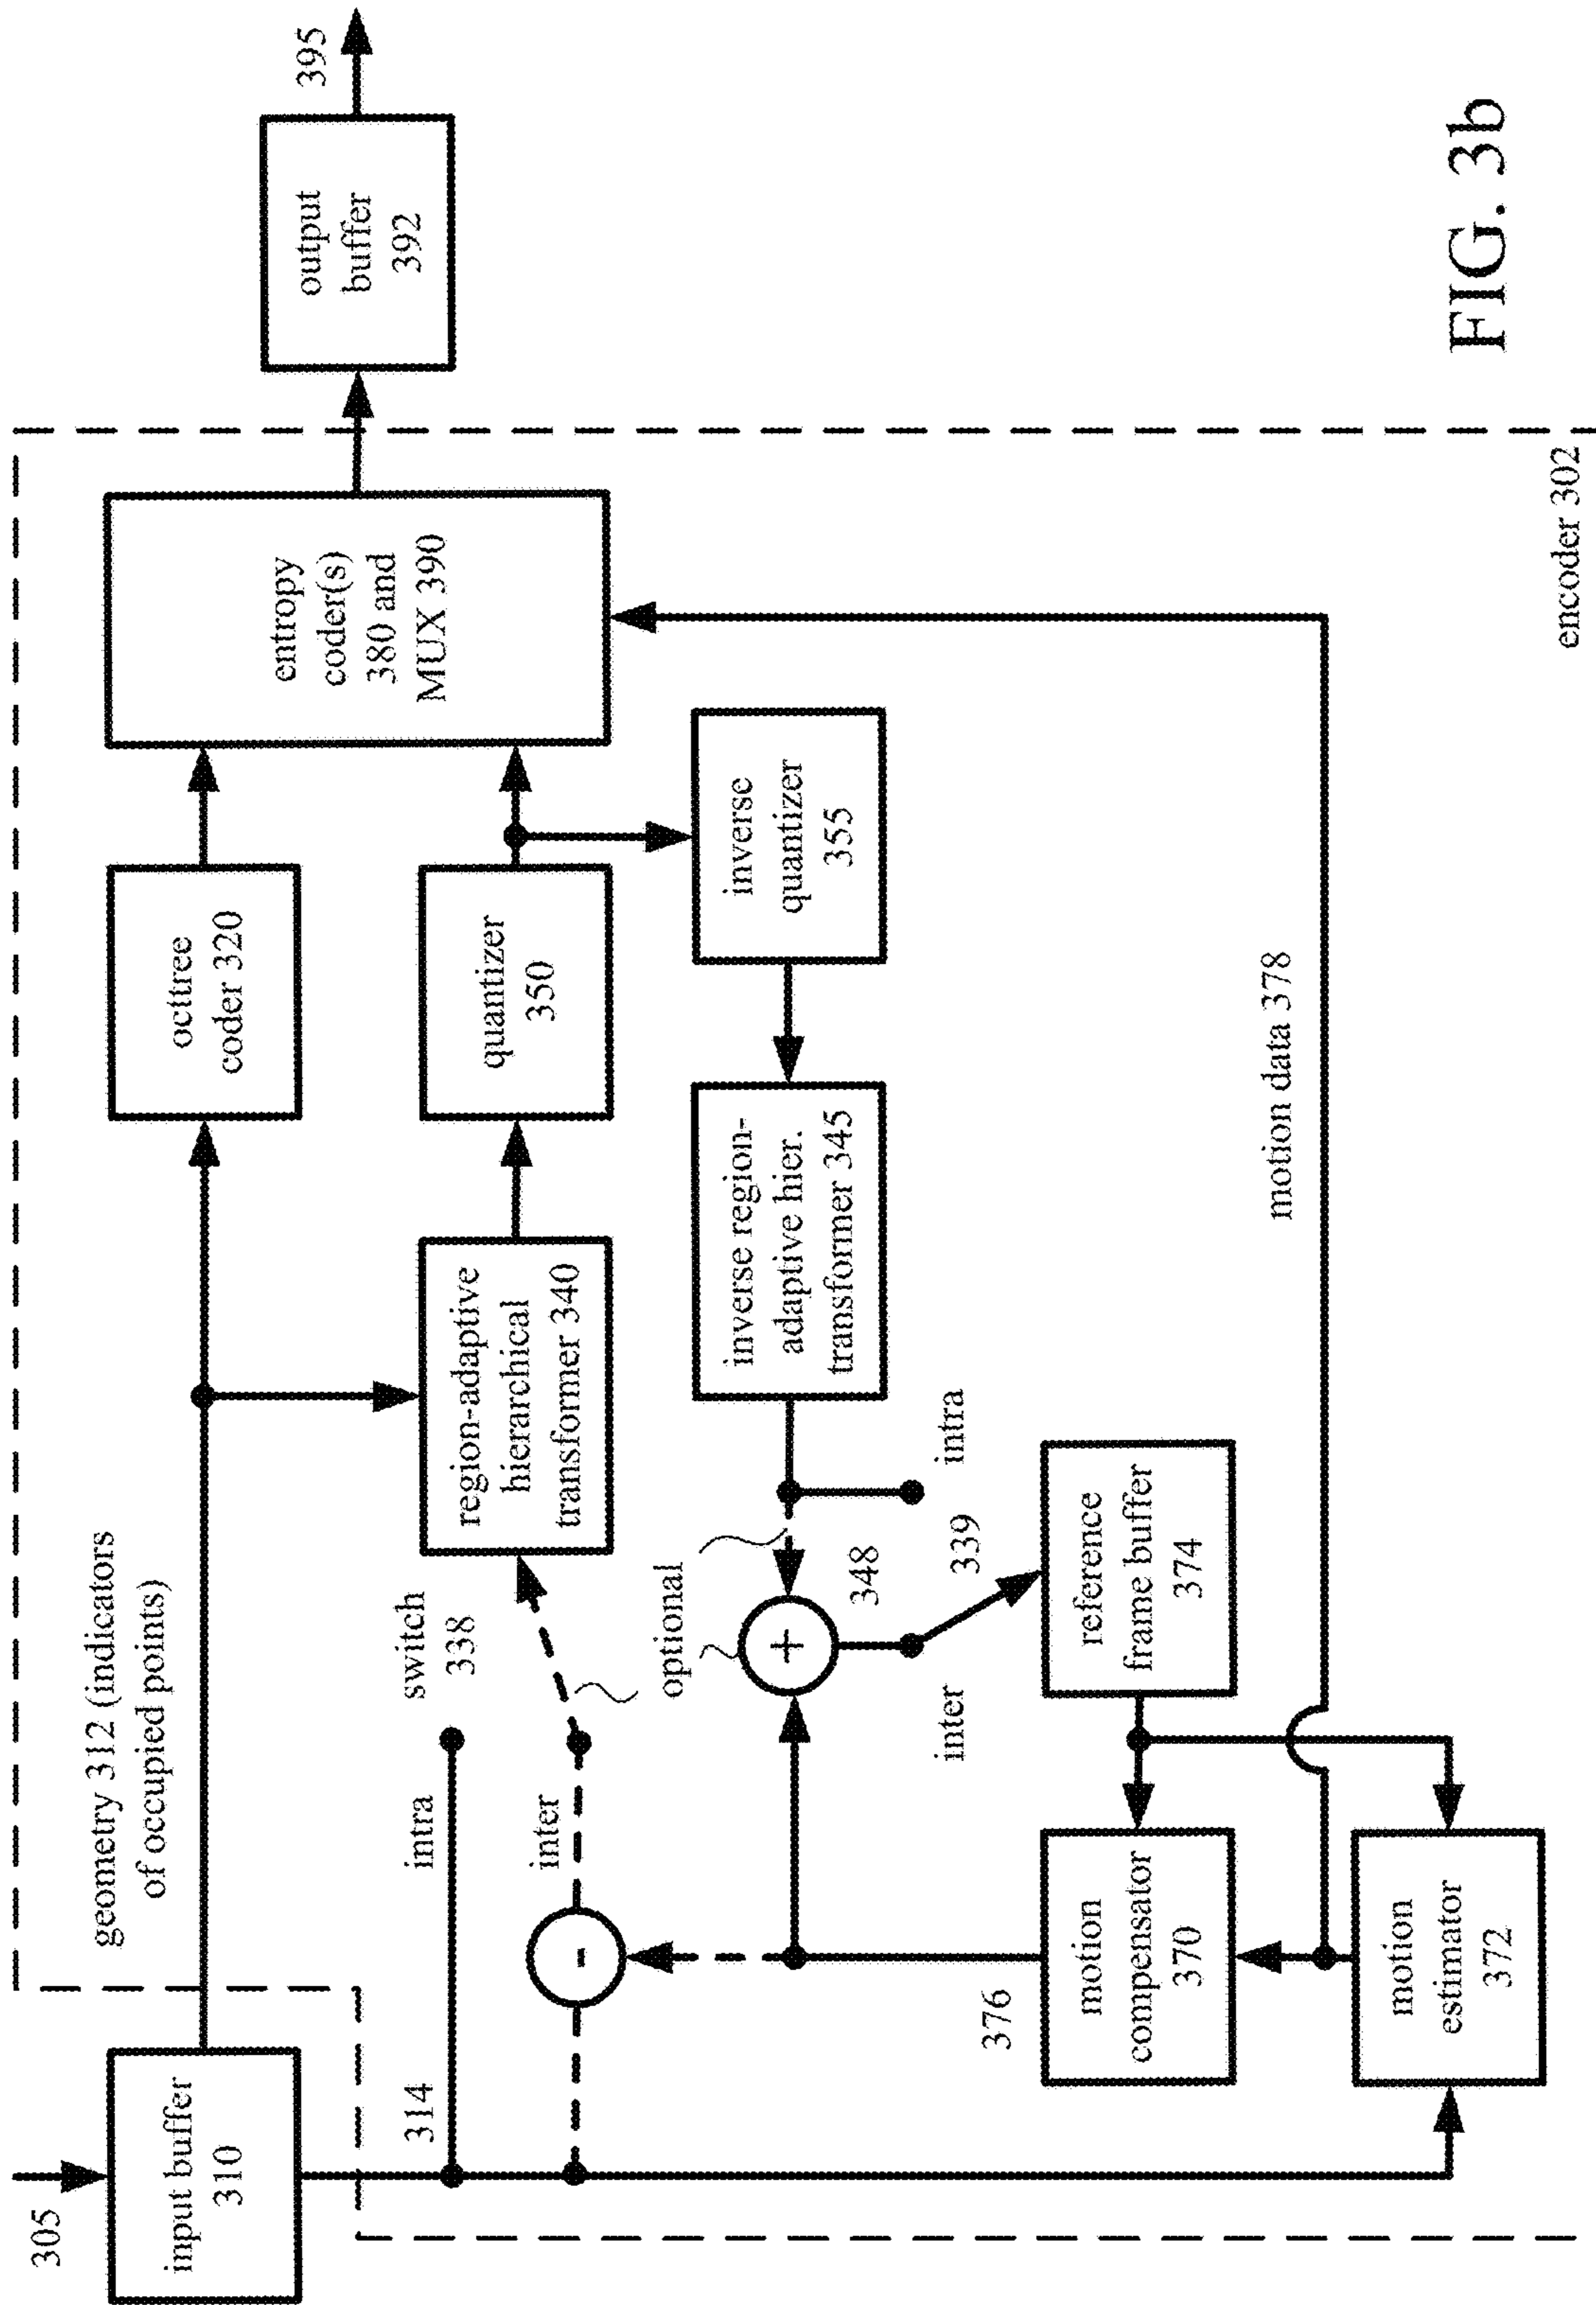 305
input buffer
310
geometry 312 (indicators
of occupied points)
octtree
coder 320
entropy
coder(s)
380 and
MUX 390
output
buffer
392
395
314
intra
switch
338
inter
region-adaptive
hierarchical
transformer 340
quantizer
350
optional
inverse
quantizer
355
inverse region-
adaptive hier.
transformer 345
-
+
348
intra
339
inter
376
motion
compensator
370
reference
frame buffer
374
motion data 378
motion
estimator
372
encoder 302
FIG. 3b